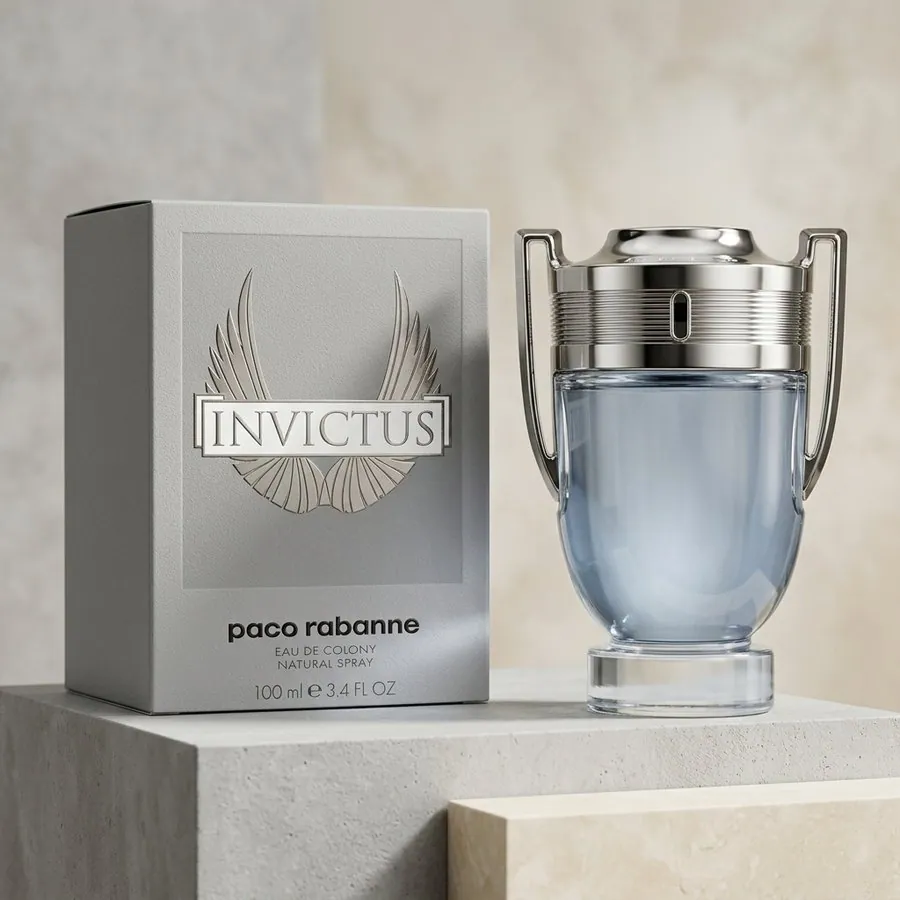 INVICTUS
paco rabanne
EAU DE COLONY
NATURAL SPRAY
100 ml ℮ 3.4 FL OZ